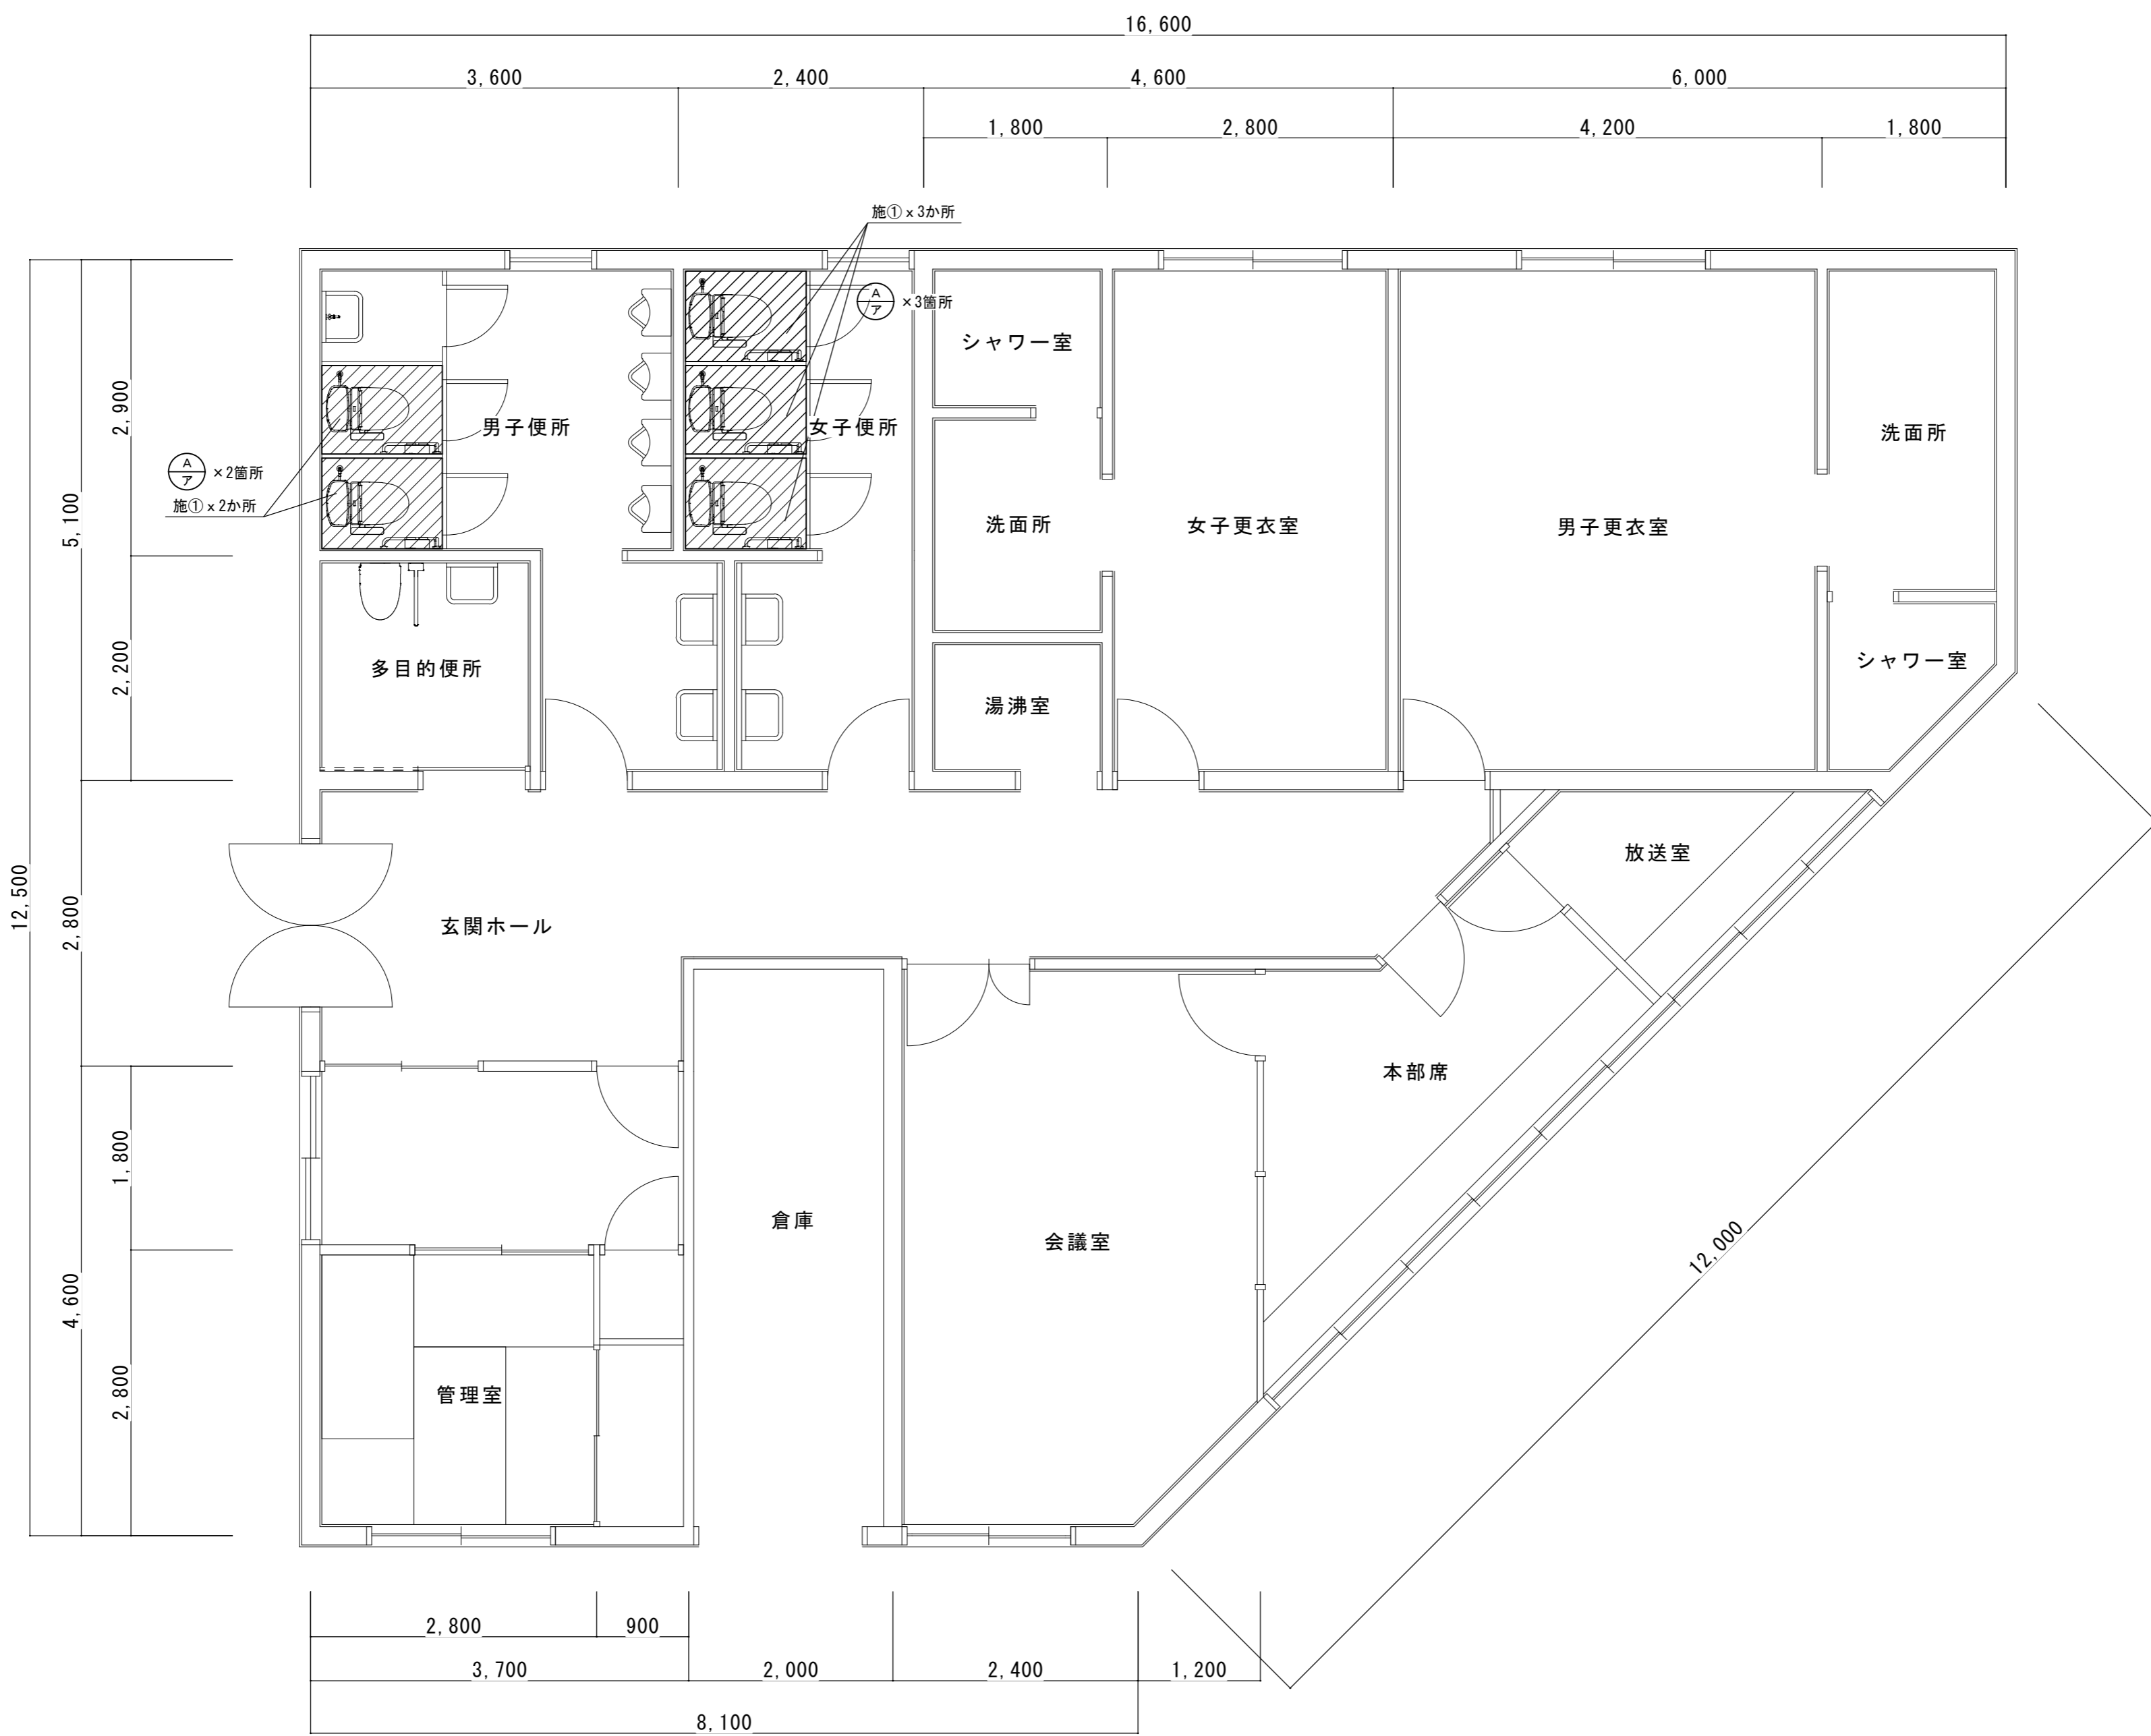 16,600
3,600
2,400
4,600
6,000
1,800
2,800
4,200
1,800
施①x3か所
A
ア
×3箇所
シャワー室
2,900
男子便所
女子便所
洗面所
A
ア
×2箇所
施①x2か所
5,100
洗面所
女子更衣室
男子更衣室
2,200
多目的便所
シャワー室
湯沸室
放送室
12,500
2,800
玄関ホール
本部席
1,800
倉庫
会議室
12,000
4,600
2,800
管理室
2,800
900
3,700
2,000
2,400
1,200
8,100